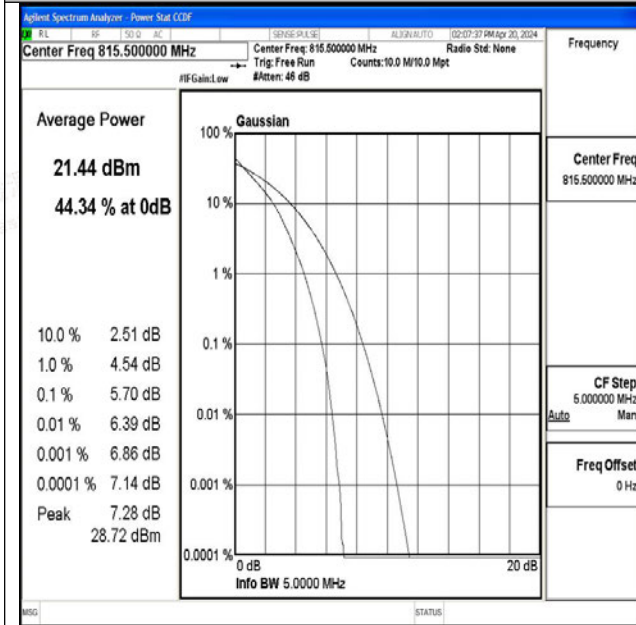 Agilent Spectrum Analyzer - Power Stat CCDF
RL RF 50 Ω AC SENSE:PULSE ALIGN AUTO 02:07:37 PM Apr 20, 2024
Center Freq 815.500000 MHz
Center Freq: 815.500000 MHz Radio Std: None
Trig: Free Run Counts:10.0 M/10.0 Mpt
#IFGain:Low #Atten: 46 dB
Frequency
Average Power
21.44 dBm
44.34 % at 0dB
10.0 % 2.51 dB
1.0 % 4.54 dB
0.1 % 5.70 dB
0.01 % 6.39 dB
0.001 % 6.86 dB
0.0001 % 7.14 dB
Peak 7.28 dB
28.72 dBm
Gaussian
100 %
10 %
1 %
0.1 %
0.01 %
0.001 %
0.0001 %
0 dB 20 dB
Info BW 5.0000 MHz
Center Freq
815.500000 MHz
CF Step
5.000000 MHz
Auto Man
Freq Offset
0 Hz
MSG STATUS